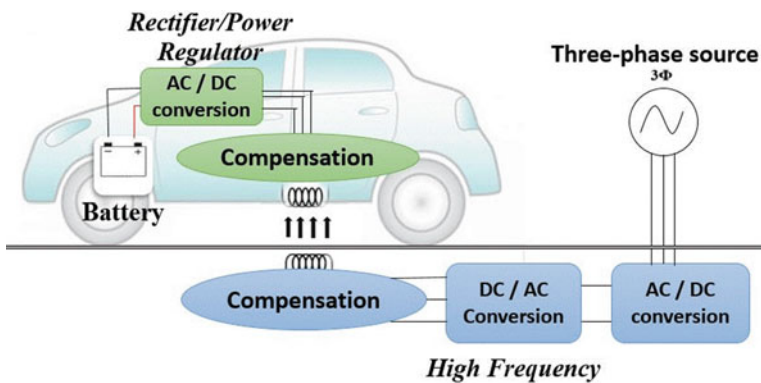 Rectifier/Power
Regulator
Three-phase source
3Φ
AC / DC
conversion
Compensation
− +
Battery
Compensation
DC / AC
Conversion
AC / DC
conversion
High Frequency